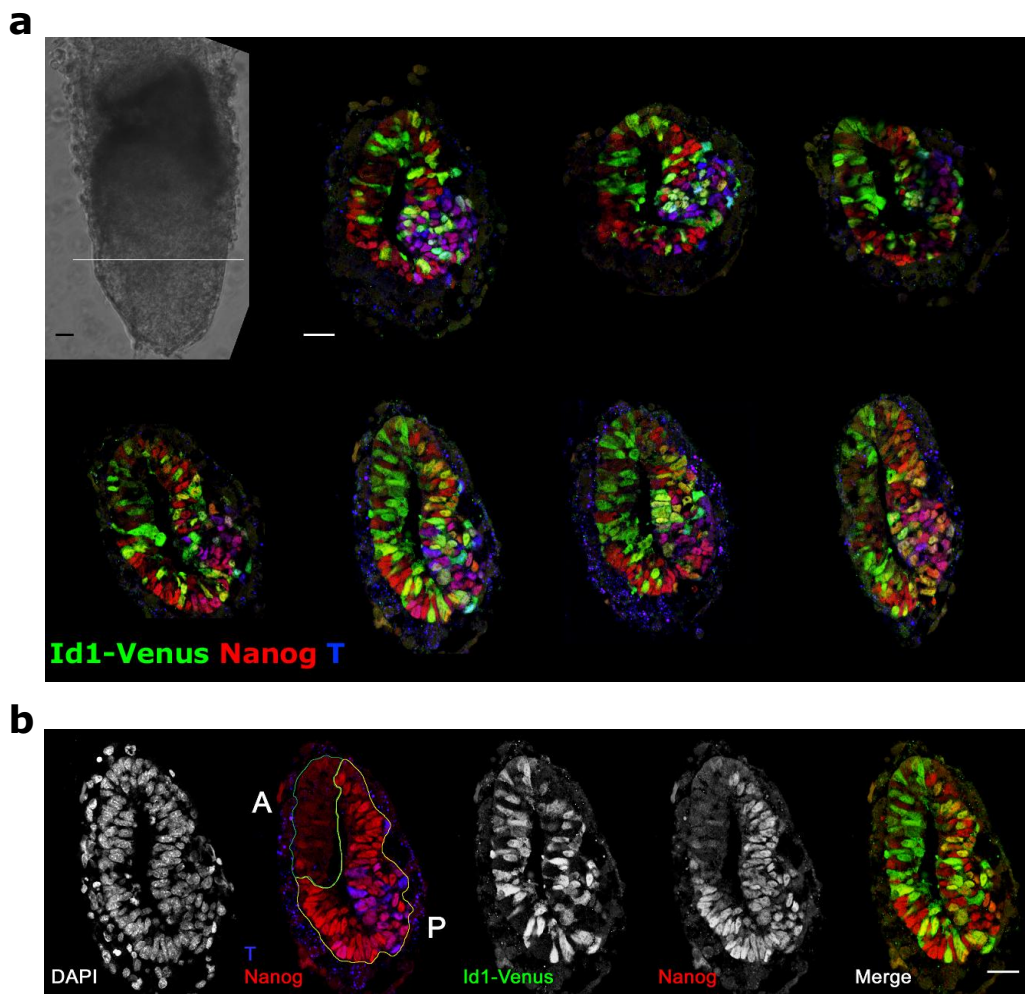 a
Id1-Venus Nanog T
b
A
P
DAPI
T
Nanog
Id1-Venus
Nanog
Merge